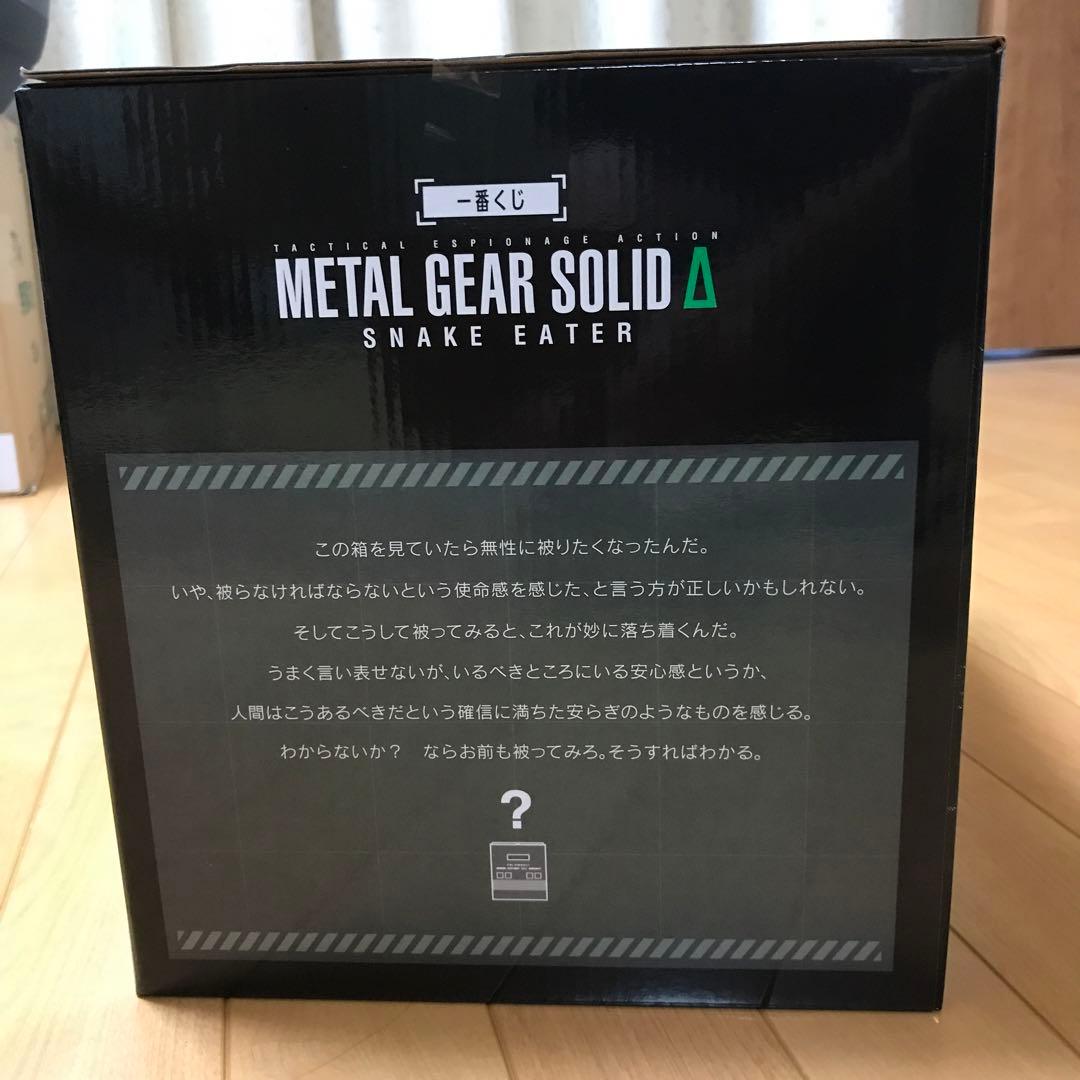 一番くじ
TACTICAL ESPIONAGE ACTION
METAL GEAR SOLID Δ
SNAKE EATER
この箱を見ていたら無性に被りたくなったんだ。
いや、被らなければならないという使命感を感じた、と言う方が正しいかもしれない。
そしてこうして被ってみると、これが妙に落ち着くんだ。
うまく言い表せないが、いるべきところにいる安心感というか、
人間はこうあるべきだという確信に満ちた安らぎのようなものを感じる。
わからないか？　ならお前も被ってみろ。そうすればわかる。
?